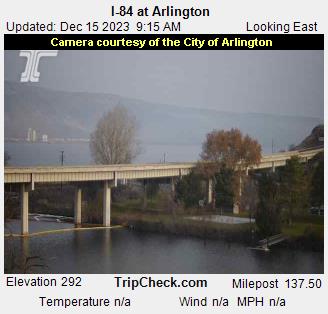 I-84 at Arlington
Updated: Dec 15 2023 9:15 AM Looking East
Camera courtesy of the City of Arlington
Elevation 292 TripCheck.com Milepost 137.50
Temperature n/a Wind n/a MPH n/a